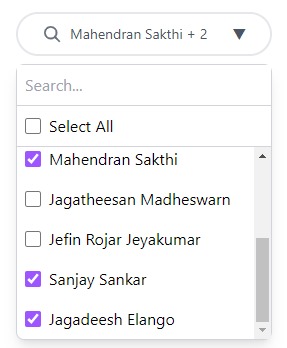 Mahendran Sakthi + 2
Search...
Select All
Mahendran Sakthi
Jagatheesan Madheswarn
Jefin Rojar Jeyakumar
Sanjay Sankar
Jagadeesh Elango